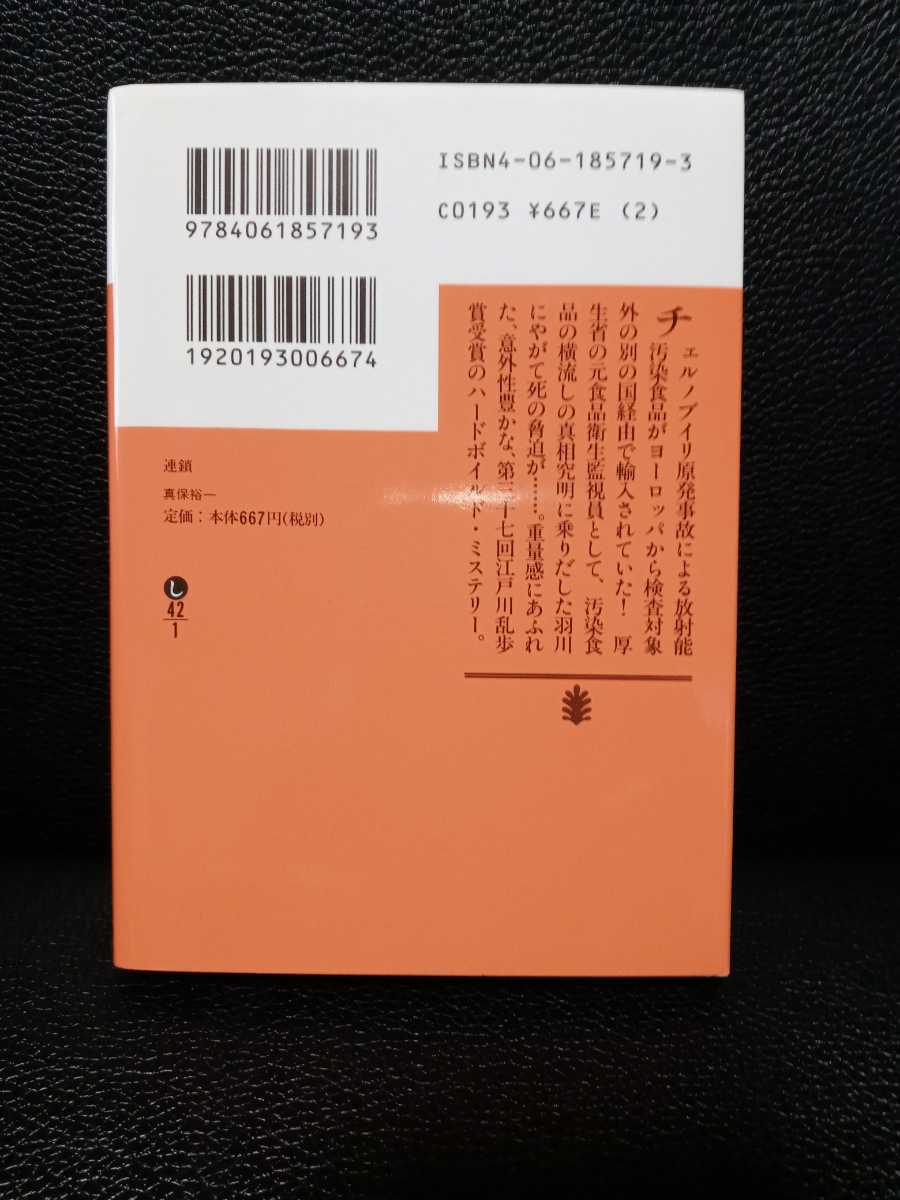 9784061857193
1920193006674
ISBN4-06-185719-3
C0193 ¥667E (2)
チェルノブイリ原発事故による放射能
汚染食品がヨーロッパから検査対象
外の別の国経由で輸入されていた! 厚
生省の元食品衛生監視員として、汚染食
品の横流しの真相究明に乗りだした羽川
にやがて死の脅迫が……。重量感にあふれ
た、意外性豊かな、第三十七回江戸川乱歩
賞受賞のハードボイルド・ミステリー。
連鎖
真保裕一
定価:本体667円(税別)
し
42
1